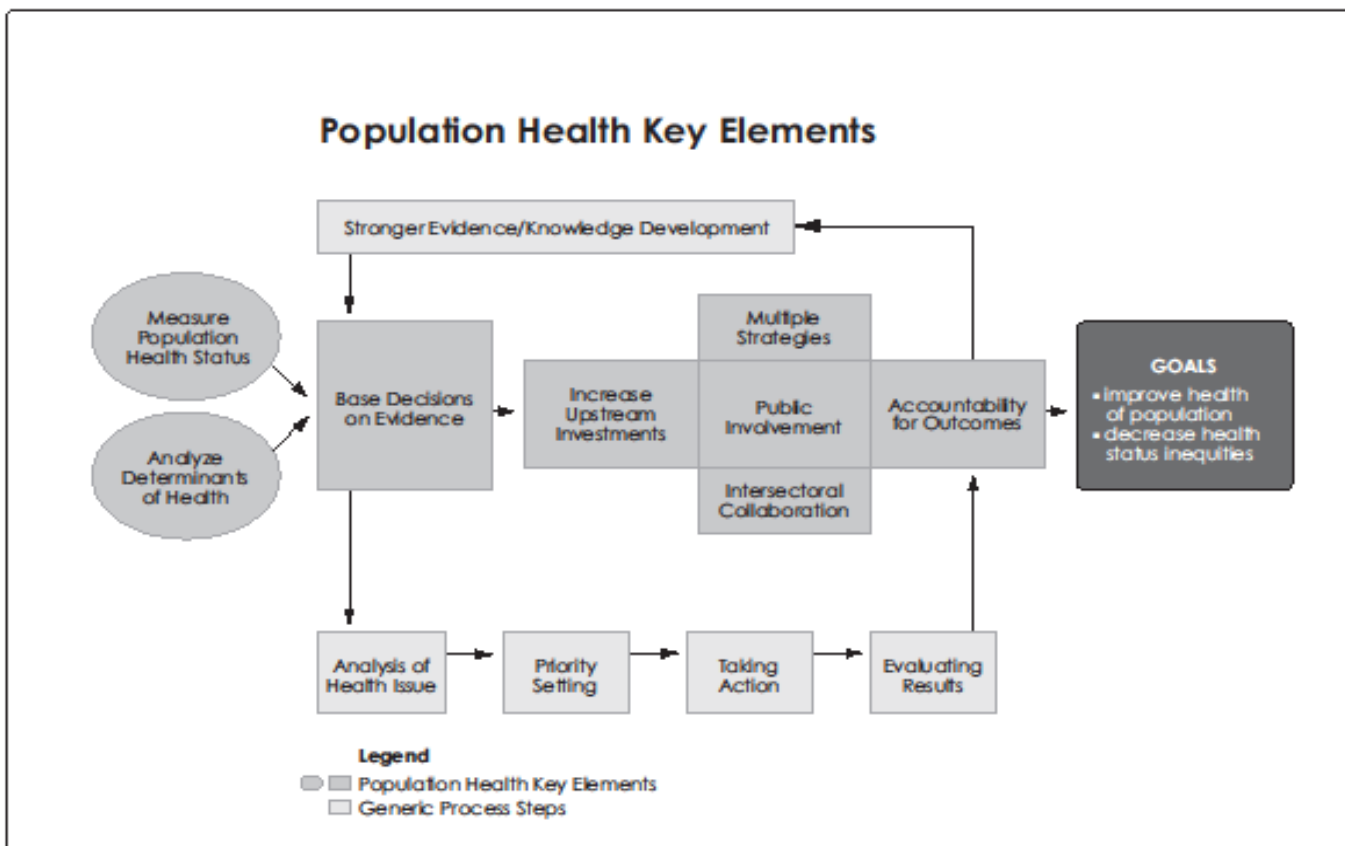 Population Health Key Elements
Stronger Evidence/Knowledge Development
Measure
Population
Health Status
Analyze
Determinants
of Health
Base Decisions
on Evidence
Increase
Upstream
Investments
Multiple
Strategies
Public
Involvement
Intersectoral
Collaboration
Accountability
for Outcomes
GOALS
▪ improve health
of population
▪ decrease health
status inequities
Analysis of
Health Issue
Priority
Setting
Taking
Action
Evaluating
Results
Legend
Population Health Key Elements
Generic Process Steps